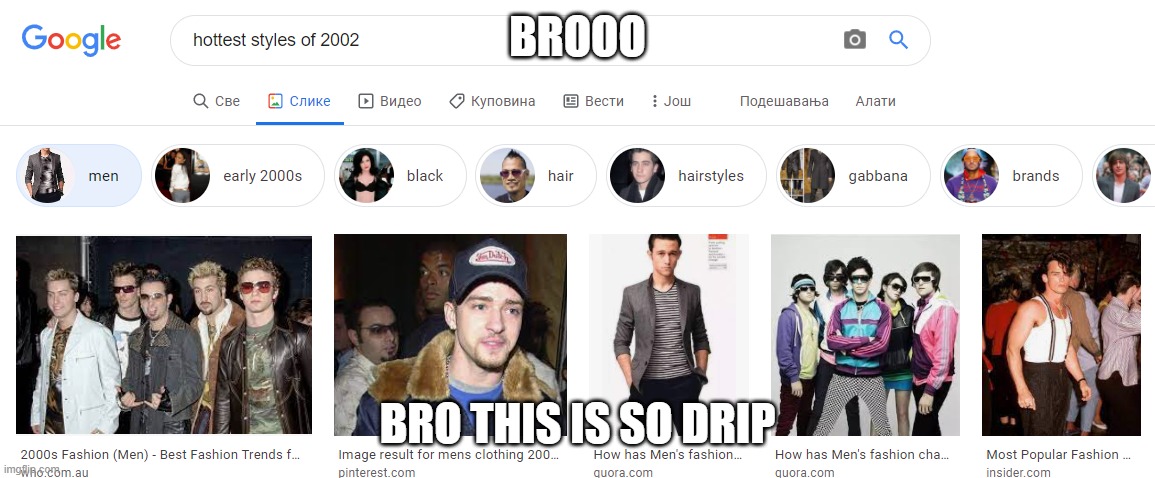 Google
hottest styles of 2002
BROOO
Све
Слике
Видео
Куповина
Вести
Још
Подешавања
Алати
men
early 2000s
black
hair
hairstyles
gabbana
brands
Von Dutch
BRO THIS IS SO DRIP
2000s Fashion (Men) - Best Fashion Trends f...
who.com.au
Image result for mens clothing 200...
pinterest.com
How has Men's fashion...
quora.com
How has Men's fashion cha...
quora.com
Most Popular Fashion ...
insider.com
imgflip.com